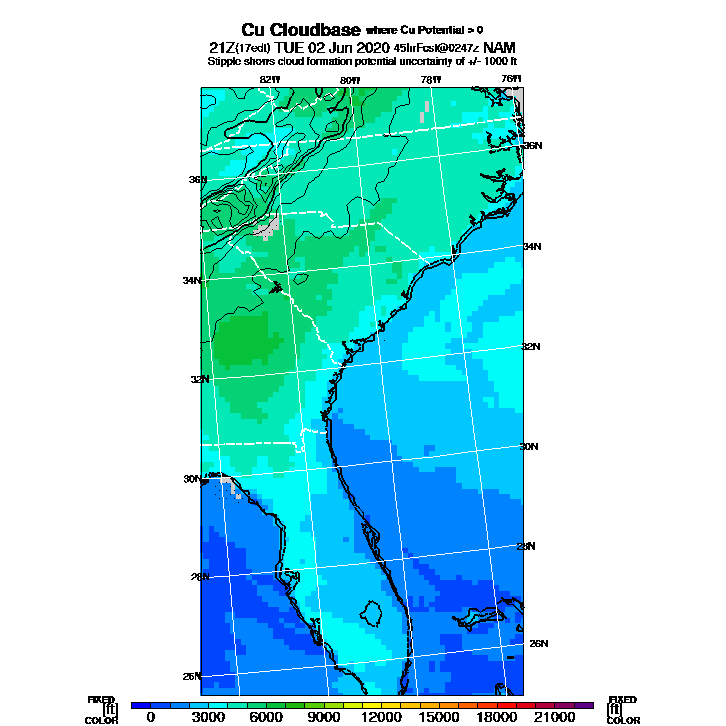 Cu Cloudbase where Cu Potential > 0
21Z(17edt) TUE 02 Jun 2020 45hrFcst@0247z NAM
Stipple shows cloud formation potential uncertainty of +/- 1000 ft
82W 80W 78W 76W
36N
36N
34N
34N
32N
32N
30N
30N
28N
28N
26N
26N
FIXED FIXED
[ft] [ft]
COLOR COLOR
0 3000 6000 9000 12000 15000 18000 21000